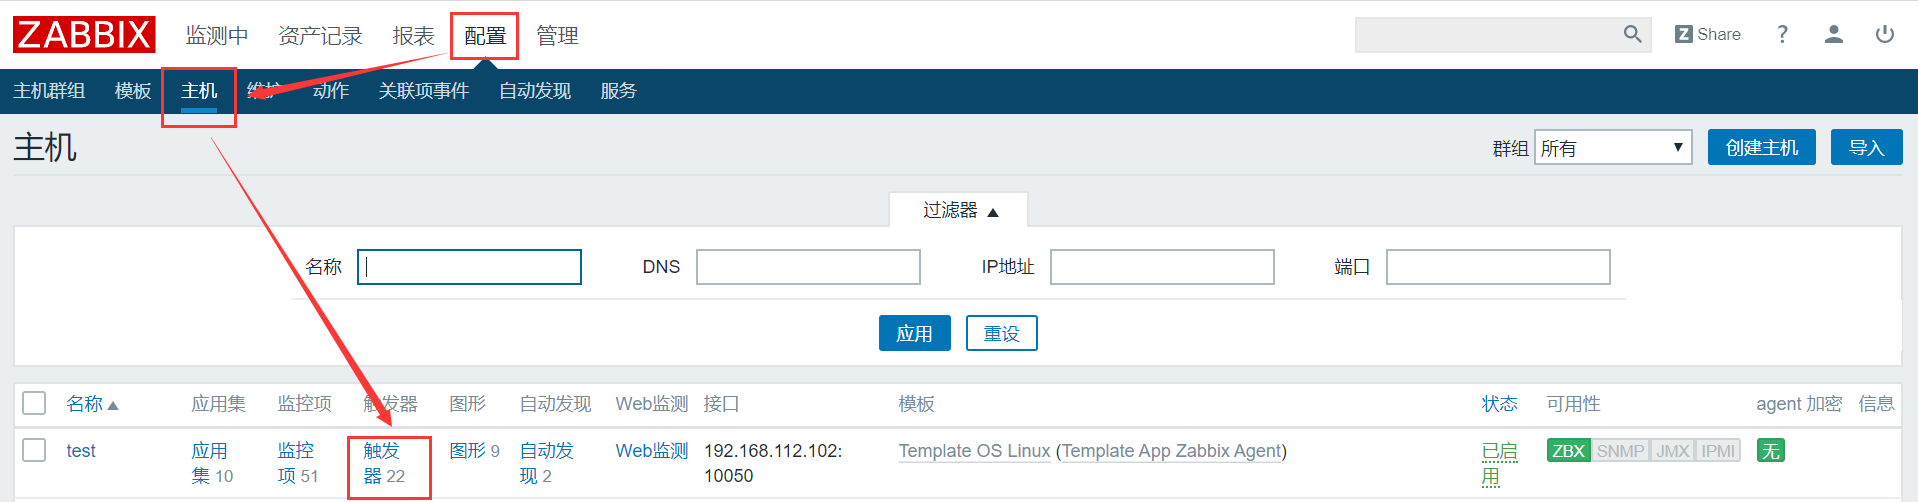 ZABBIX 监测中 资产记录 报表 配置 管理 Z Share ?
主机群组 模板 主机 维护 动作 关联项事件 自动发现 服务
主机 群组 所有 创建主机 导入
过滤器
名称 DNS IP地址 端口
应用 重设
名称 应用集 监控项 触发器 图形 自动发现 Web监测 接口 模板 状态 可用性 agent 加密 信息
test 应用 监控 触发 图形 9 自动发 Web监测 192.168.112.102: Template OS Linux (Template App Zabbix Agent) 已启 ZBX SNMP JMX IPMI 无
集 10 项 51 器 22 现 2 10050 用